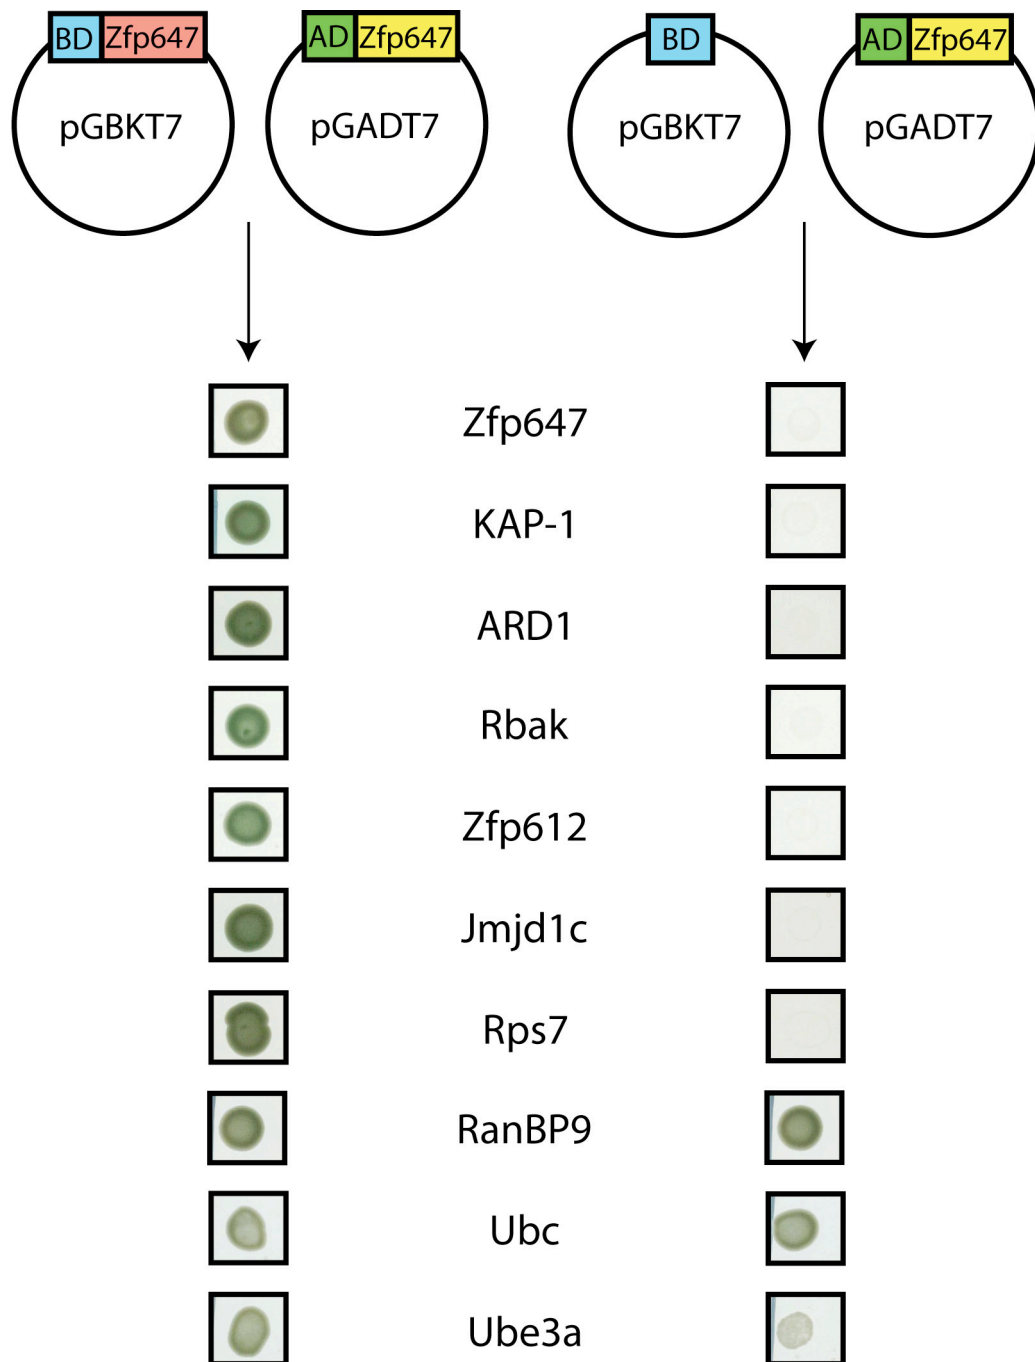 BD Zfp647 AD Zfp647 BD AD Zfp647
pGBKT7 pGADT7 pGBKT7 pGADT7
Zfp647
KAP-1
ARD1
Rbak
Zfp612
Jmjd1c
Rps7
RanBP9
Ubc
Ube3a